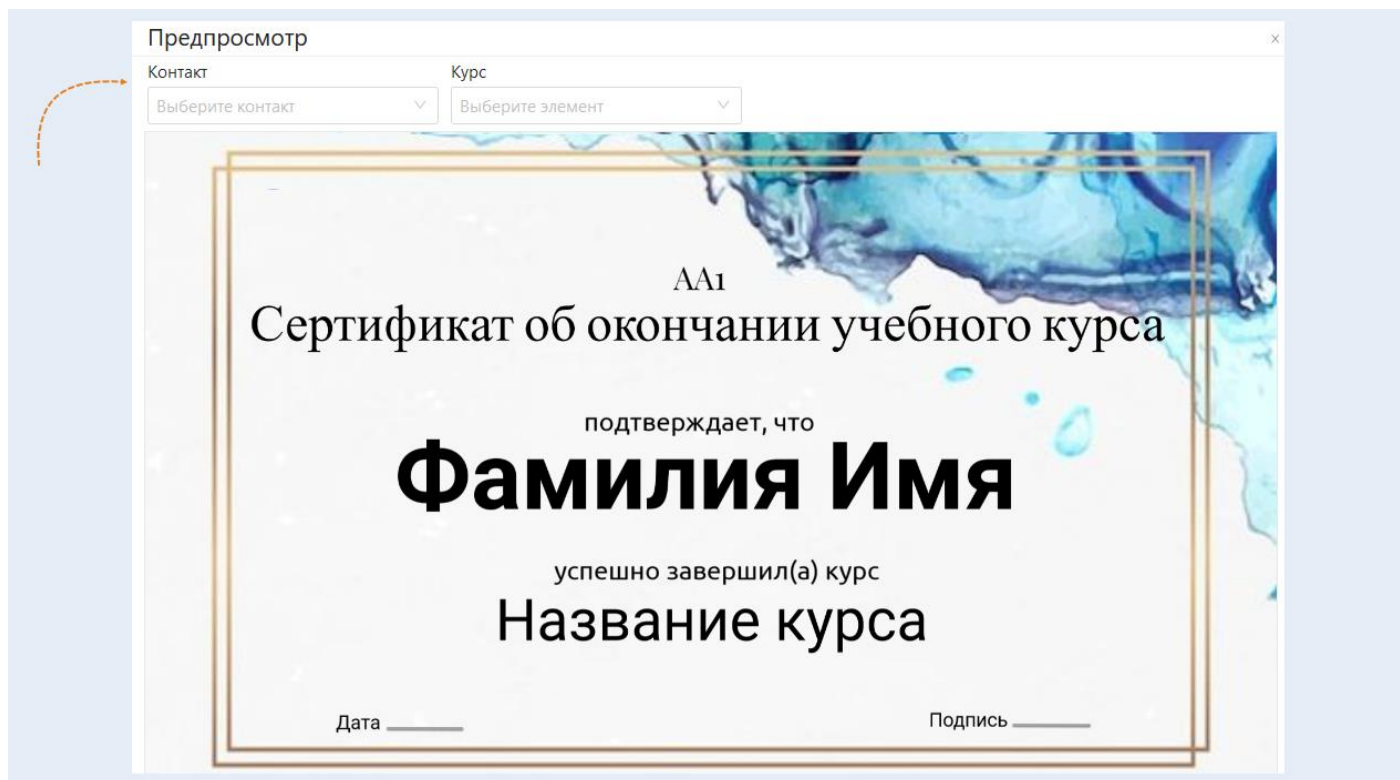 Предпросмотр
Контакт Курс
Выберите контакт Выберите элемент
AA1
Сертификат об окончании учебного курса
подтверждает, что
Фамилия Имя
успешно завершил(а) курс
Название курса
Дата Подпись